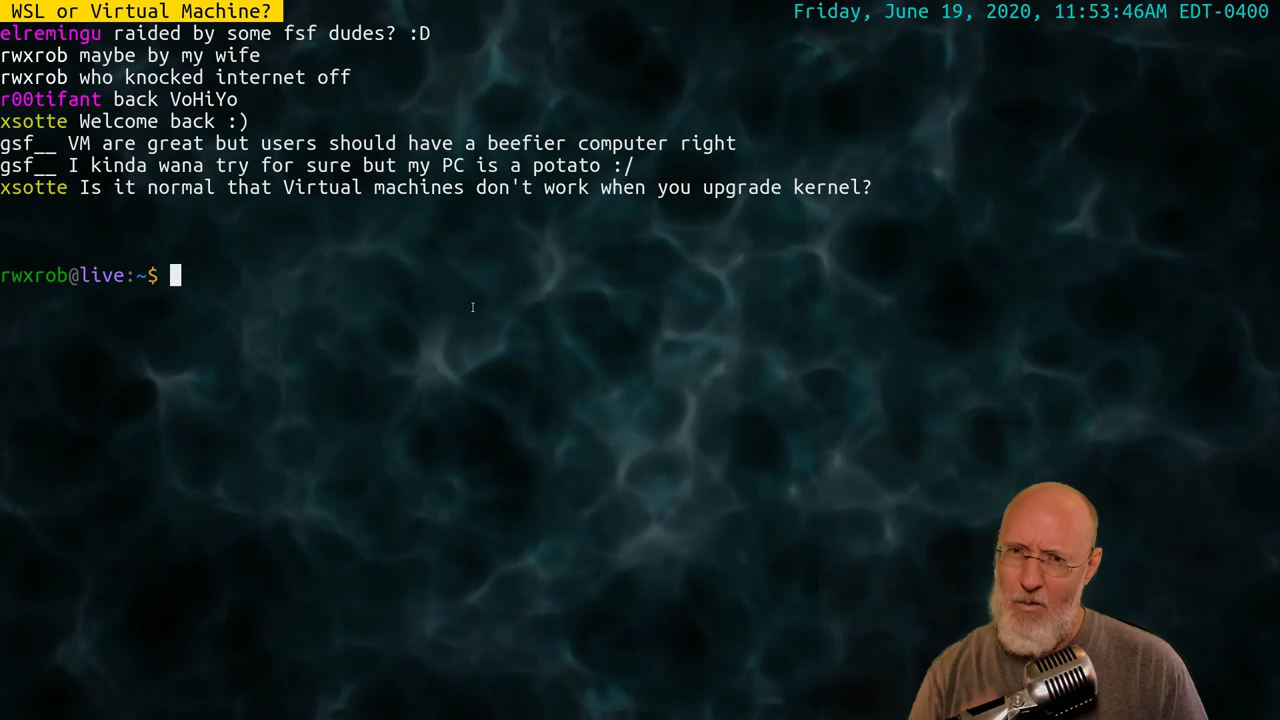 WSL or Virtual Machine?
Friday, June 19, 2020, 11:53:46AM EDT-0400
elremingu raided by some fsf dudes? :D
rwxrob maybe by my wife
rwxrob who knocked internet off
r00tifant back VoHiYo
xsotte Welcome back :)
gsf__ VM are great but users should have a beefier computer right
gsf__ I kinda wana try for sure but my PC is a potato :/
xsotte Is it normal that Virtual machines don't work when you upgrade kernel?
rwxrob@live:~$